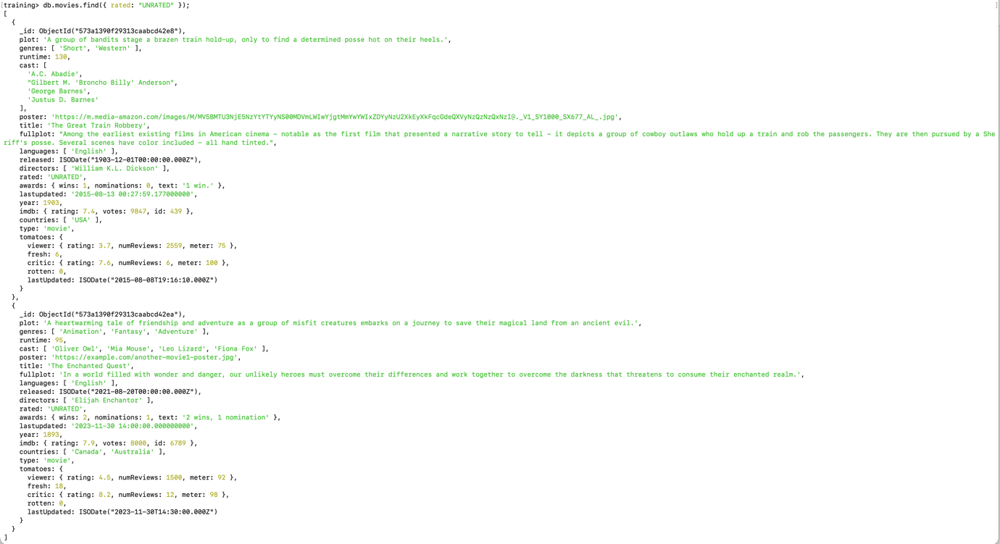 [training> db.movies.find({ rated: "UNRATED" }); ]
[
  {
    _id: ObjectId("573a1390f29313caabcd42e8"),
    plot: 'A group of bandits stage a brazen train hold-up, only to find a determined posse hot on their heels.',
    genres: [ 'Short', 'Western' ],
    runtime: 130,
    cast: [
      'A.C. Abadie',
      "Gilbert M. 'Broncho Billy' Anderson",
      'George Barnes',
      'Justus D. Barnes'
    ],
    poster: 'https://m.media-amazon.com/images/M/MV5BMTU3NjE5NzYtYTYyNS00MDVmLWIwYjgtMmYwYWIxZDYyNzU2XkEyXkFqcGdeQXVyNzQzNzQxNzI@._V1_SY1000_SX677_AL_.jpg',
    title: 'The Great Train Robbery',
    fullplot: "Among the earliest existing films in American cinema - notable as the first film that presented a narrative story to tell - it depicts a group of cowboy outlaws who hold up a train and rob the passengers. They are then pursued by a She
riff's posse. Several scenes have color included - all hand tinted.",
    languages: [ 'English' ],
    released: ISODate("1903-12-01T00:00:00.000Z"),
    directors: [ 'William K.L. Dickson' ],
    rated: 'UNRATED',
    awards: { wins: 1, nominations: 0, text: '1 win.' },
    lastupdated: '2015-08-13 00:27:59.177000000',
    year: 1903,
    imdb: { rating: 7.4, votes: 9847, id: 439 },
    countries: [ 'USA' ],
    type: 'movie',
    tomatoes: {
      viewer: { rating: 3.7, numReviews: 2559, meter: 75 },
      fresh: 6,
      critic: { rating: 7.6, numReviews: 6, meter: 100 },
      rotten: 0,
      lastUpdated: ISODate("2015-08-08T19:16:10.000Z")
    }
  },
  {
    _id: ObjectId("573a1390f29313caabcd42ea"),
    plot: 'A heartwarming tale of friendship and adventure as a group of misfit creatures embarks on a journey to save their magical land from an ancient evil.',
    genres: [ 'Animation', 'Fantasy', 'Adventure' ],
    runtime: 95,
    cast: [ 'Oliver Owl', 'Mia Mouse', 'Leo Lizard', 'Fiona Fox' ],
    poster: 'https://example.com/another-movie1-poster.jpg',
    title: 'The Enchanted Quest',
    fullplot: 'In a world filled with wonder and danger, our unlikely heroes must overcome their differences and work together to overcome the darkness that threatens to consume their enchanted realm.',
    languages: [ 'English' ],
    released: ISODate("2021-08-20T00:00:00.000Z"),
    directors: [ 'Elijah Enchantor' ],
    rated: 'UNRATED',
    awards: { wins: 2, nominations: 1, text: '2 wins, 1 nomination' },
    lastupdated: '2023-11-30 14:00:00.000000000',
    year: 1893,
    imdb: { rating: 7.9, votes: 8000, id: 6789 },
    countries: [ 'Canada', 'Australia' ],
    type: 'movie',
    tomatoes: {
      viewer: { rating: 4.5, numReviews: 1500, meter: 92 },
      fresh: 18,
      critic: { rating: 8.2, numReviews: 12, meter: 98 },
      rotten: 0,
      lastUpdated: ISODate("2023-11-30T14:30:00.000Z")
    }
  }
]